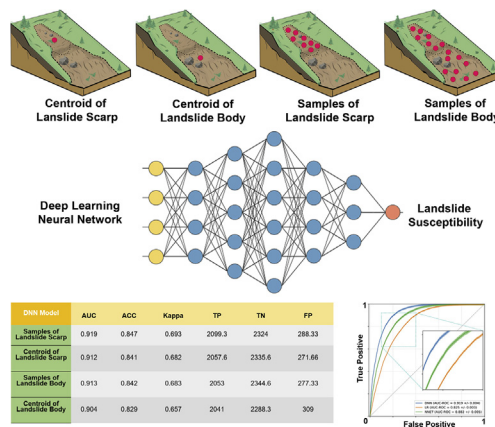 Centroid of
Lanslide Scarp
Centroid of
Landslide Body
Samples of
Landslide Scarp
Samples of
Landslide Body
Deep Learning
Neural Network
Landslide
Susceptibility
DNN Model AUC ACC Kappa TP TN FP
Samples of
Landslide Scarp 0.919 0.847 0.693 2099.3 2324 288.33
Centroid of
Landslide Scarp 0.912 0.841 0.682 2057.6 2335.6 271.66
Samples of
Landslide Body 0.913 0.842 0.683 2053 2344.6 277.33
Centroid of
Landslide Body 0.904 0.829 0.657 2041 2288.3 309
1
True Positive
0
False Positive
1